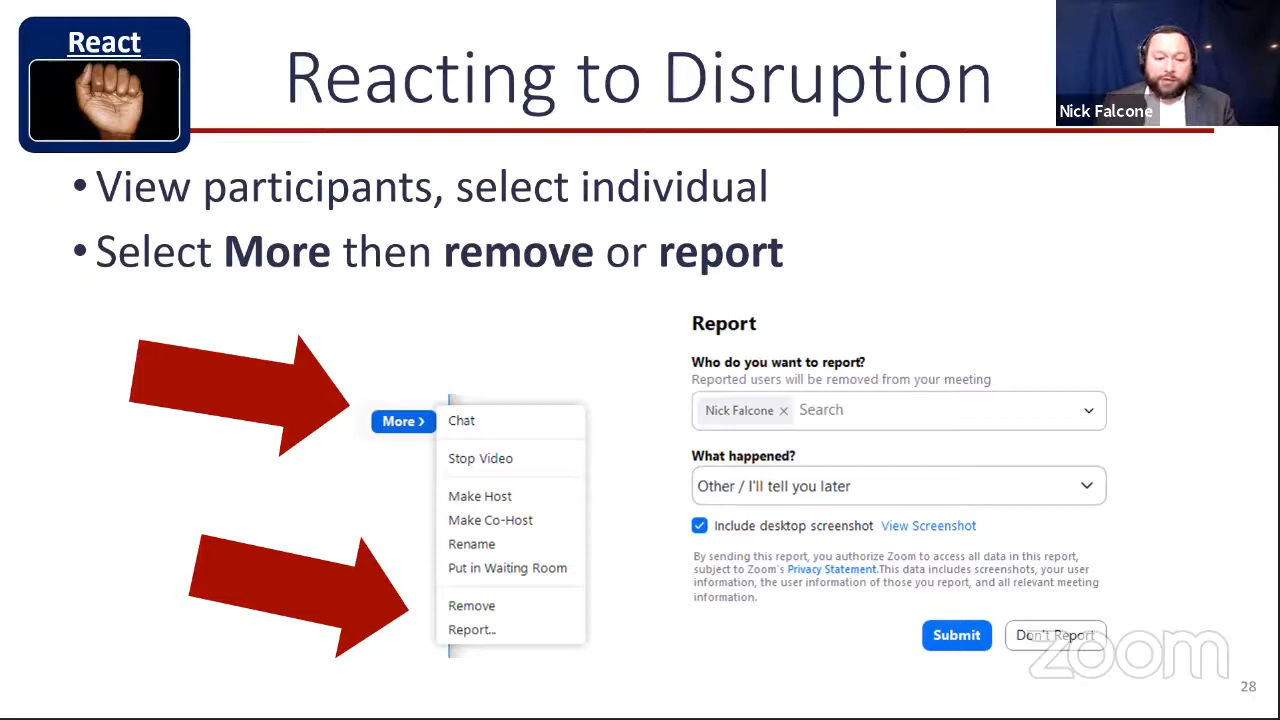 React
Reacting to Disruption
Nick Falcone
• View participants, select individual
• Select More then remove or report
More ›
Chat
Stop Video
Make Host
Make Co-Host
Rename
Put in Waiting Room
Remove
Report...
Report
Who do you want to report?
Reported users will be removed from your meeting
Nick Falcone × Search
What happened?
Other / I'll tell you later
Include desktop screenshot View Screenshot
By sending this report, you authorize Zoom to access all data in this report,
subject to Zoom's Privacy Statement.This data includes screenshots, your user
information, the user information of those you report, and all relevant meeting
information.
Submit
Don't Report
zoom
28